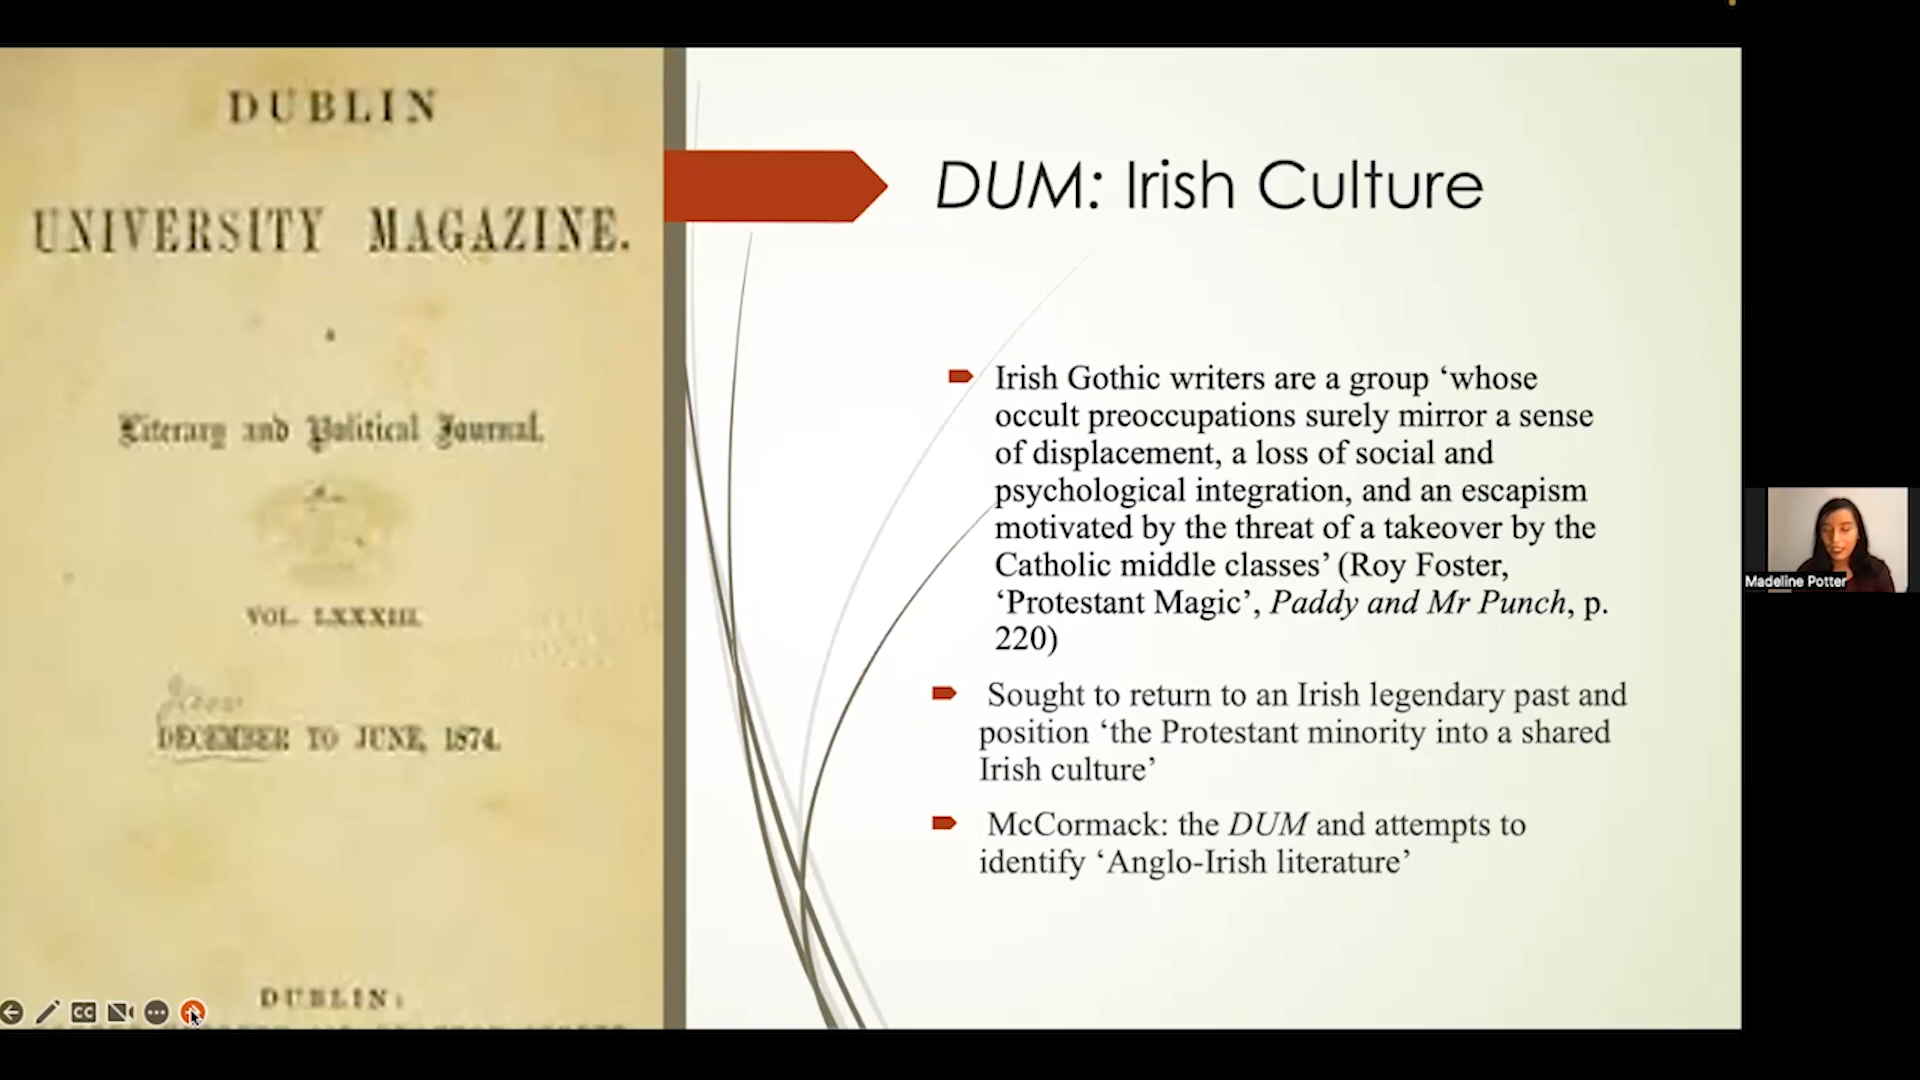 DUBLIN
UNIVERSITY MAGAZINE.
A
Literary and Political Journal.
VOL. LXXXIII.
DECEMBER TO JUNE, 1874.
DUBLIN:
DUM: Irish Culture
Irish Gothic writers are a group ‘whose
occult preoccupations surely mirror a sense
of displacement, a loss of social and
psychological integration, and an escapism
motivated by the threat of a takeover by the
Catholic middle classes’ (Roy Foster,
‘Protestant Magic’, Paddy and Mr Punch, p.
220)
Sought to return to an Irish legendary past and
position ‘the Protestant minority into a shared
Irish culture’
McCormack: the DUM and attempts to
identify ‘Anglo-Irish literature’
CC
Madeline Potter